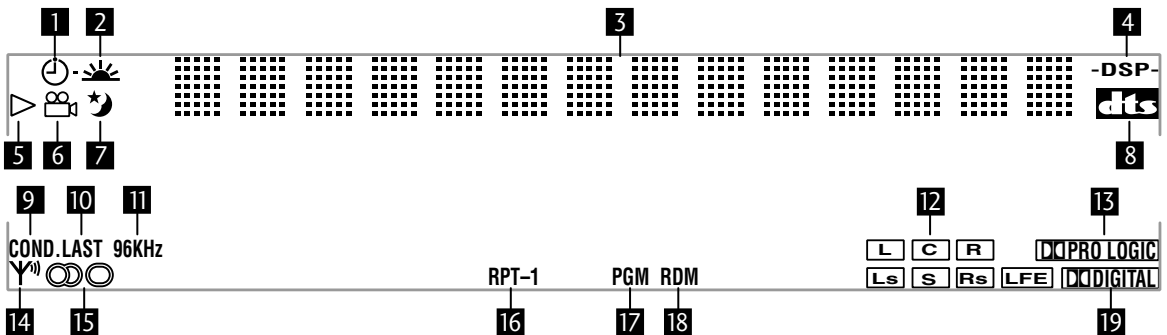 1 2 3 4
-DSP-
dts
5 6 7 8
9 10 11 12 13
COND. LAST 96KHz L C R PRO LOGIC
RPT-1 PGM RDM Ls S Rs LFE DIGITAL
14 15 16 17 18 19